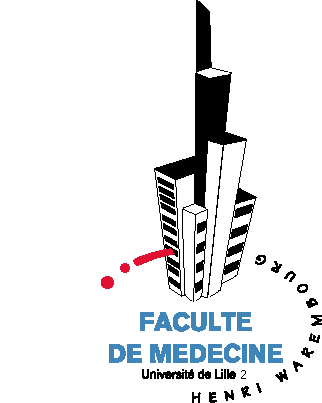 FACULTE
DE MEDECINE
Université de Lille 2
HENRI WAREMBOURG